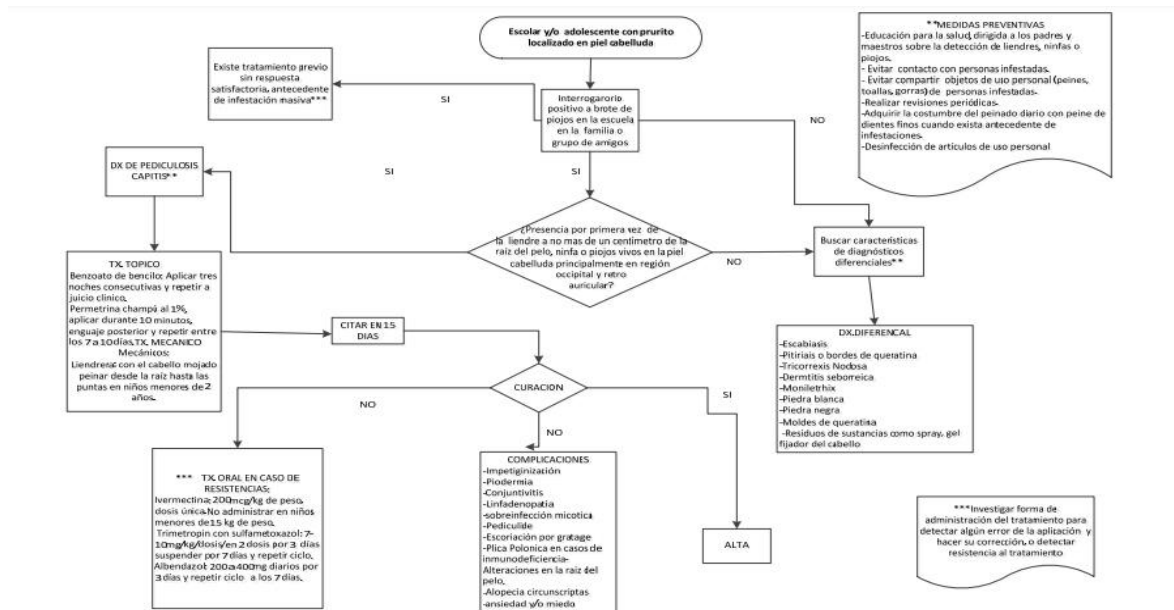 Escolar y/o adolescente con prurito
localizado en piel cabelluda
Existe tratamiento previo
sin respuesta
satisfactoria, antecedente
de infestación masiva***
SI
Interrogarorio
positivo a brote de
piojos en la escuela
en la familia o
grupo de amigos
NO
**MEDIDAS PREVENTIVAS
-Educación para la salud, dirigida a los padres y
maestros sobre la detección de liendres, ninfas o
piojos.
- Evitar contacto con personas infestadas.
- Evitar compartir objetos de uso personal (peines,
toallas, gorras) de personas infestadas.
-Realizar revisiones periódicas.
-Adquirir la costumbre del peinado diario con peine de
dientes finos cuando exista antecedente de
infestaciones.
-Desinfección de artículos de uso personal
DX DE PEDICULOSIS
CAPITIS**
SI
SI
¿Presencia por primera vez de
la liendre a no mas de un centímetro de la
raíz del pelo, ninfa o piojos vivos en la piel
cabelluda principalmente en región
occipital y retro
auricular?
NO
Buscar características
de diagnósticos
diferenciales**
TX. TOPICO
Benzoato de bencilo: Aplicar tres
noches consecutivas y repetir a
juicio clínico.
Permetrina champú al 1%,
aplicar durante 10 minutos,
enguaje posterior y repetir entre
los 7 a 10 días. TX. MECANICO
Mecánicos:
Liendrera: con el cabello mojado
peinar desde la raíz hasta las
puntas en niños menores de 2
años.
CITAR EN 15
DIAS
CURACION
DX.DIFERENCAL
-Escabiasis
-Pitiriais o bordes de queratina
-Tricorrexis Nodosa
-Dermtitis seborreica
-Moniletrhix
-Piedra blanca
-Piedra negra
-Moldes de queratina
-Residuos de sustancias como spray, gel
fijador del cabello
NO
NO
SI
*** TX. ORAL EN CASO DE
RESISTENCIAS:
Ivermectina: 200mcg/kg de peso,
dosis única. No administrar en niños
menores de 15 kg de peso.
Trimetropin con sulfametoxazol: 7-
10mg/kg/dosis/en 2 dosis por 3 días
suspender por 7 días y repetir ciclo.
Albendazol: 200 a 400mg diarios por
3 días y repetir ciclo a los 7 días.
COMPLICACIONES
-Impetiginización
-Piodermia
-Conjuntivitis
-Linfadenopatia
-sobreinfección micotica
-Pediculide
-Escoriación por gratage
-Plica Polonica en casos de
inmunodeficiencia-
Alteraciones en la raíz del
pelo.
-Alopecia circunscriptas
-ansiedad y/o miedo
ALTA
***Investigar forma de
administración del tratamiento para
detectar algún error de la aplicación y
hacer su corrección, o detectar
resistencia al tratamiento